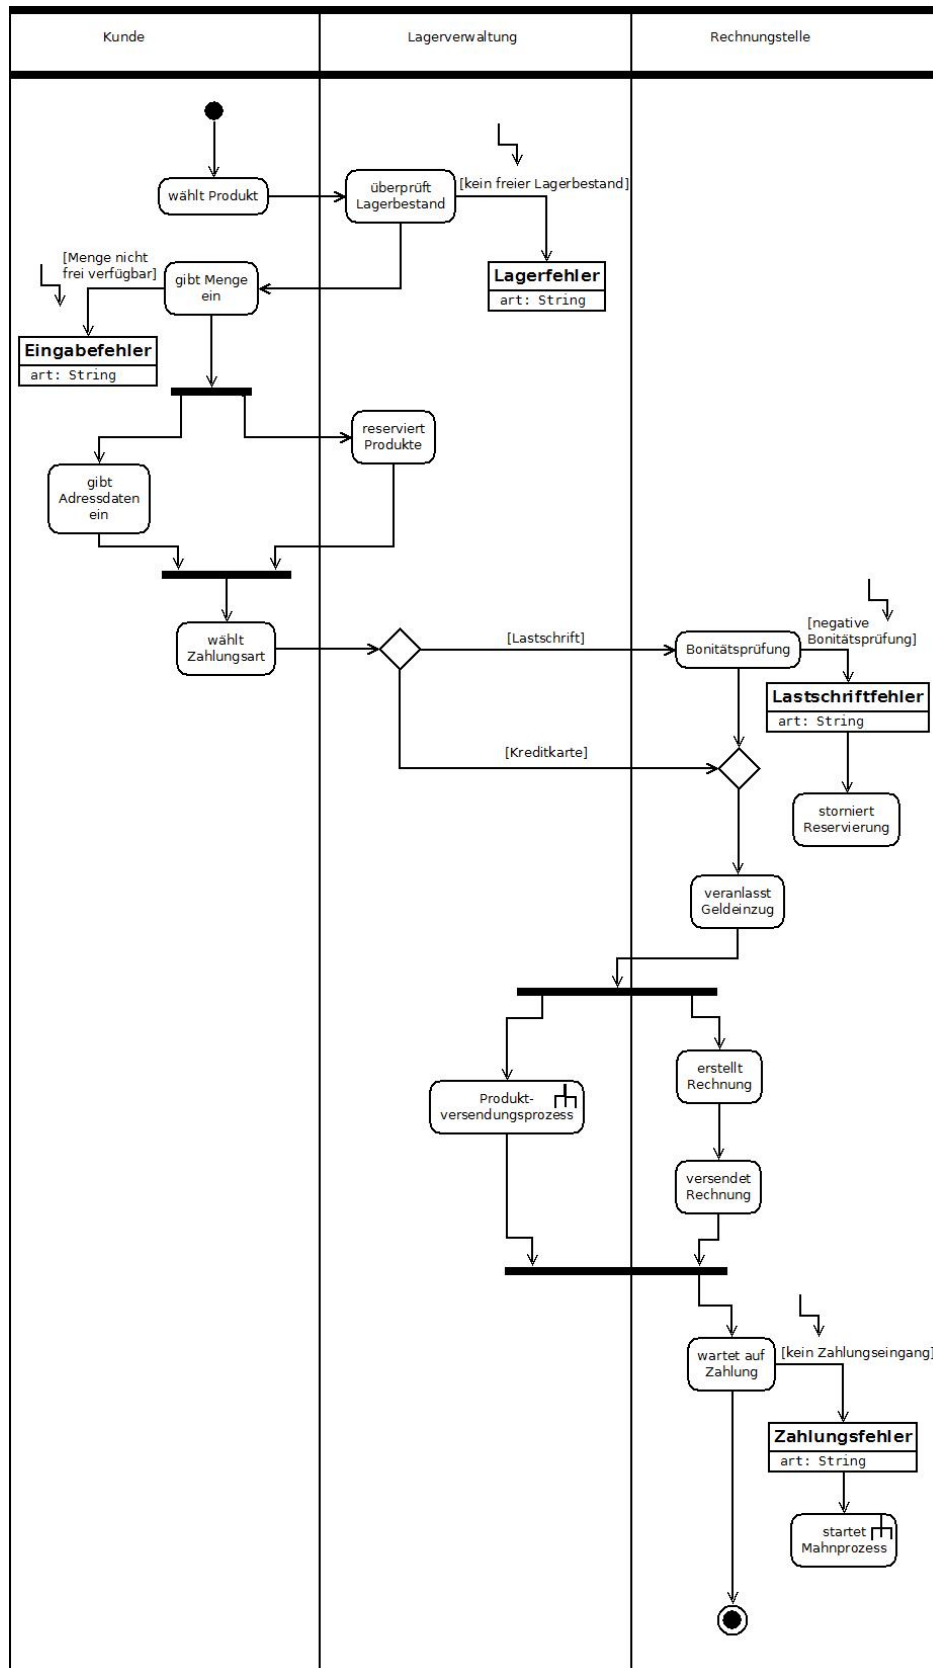 Kunde
Lagerverwaltung
Rechnungstelle
wählt Produkt
überprüft
Lagerbestand
[kein freier Lagerbestand]
Lagerfehler
art: String
[Menge nicht
frei verfügbar]
gibt Menge
ein
Eingabefehler
art: String
reserviert
Produkte
gibt
Adressdaten
ein
wählt
Zahlungsart
[Lastschrift]
Bonitätsprüfung
[negative
Bonitätsprüfung]
Lastschriftfehler
art: String
[Kreditkarte]
storniert
Reservierung
veranlasst
Geldeinzug
Produkt-
versendungsprozess
erstellt
Rechnung
versendet
Rechnung
wartet auf
Zahlung
[kein Zahlungseingang]
Zahlungsfehler
art: String
startet
Mahnprozess